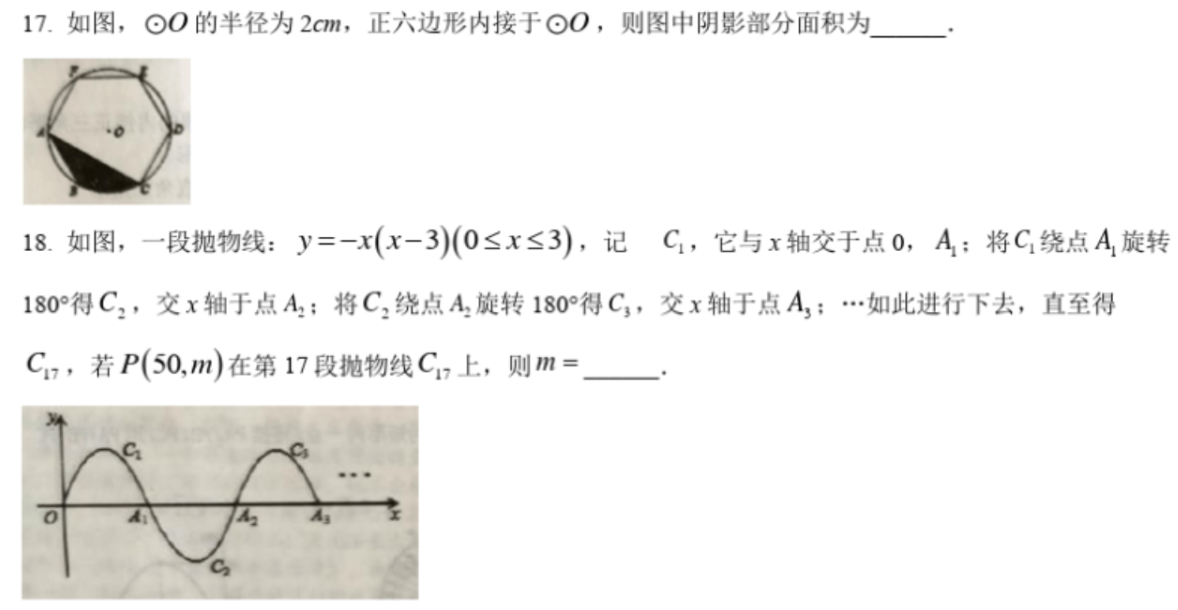 17. 如图，⊙O 的半径为 2cm，正六边形内接于⊙O，则图中阴影部分面积为______.
F E
A O D
B C
18. 如图，一段抛物线：y=−x(x−3)(0≤x≤3)，记 C₁，它与 x 轴交于点 0，A₁；将 C₁ 绕点 A₁ 旋转
180°得 C₂，交 x 轴于点 A₂；将 C₂ 绕点 A₂ 旋转 180°得 C₃，交 x 轴于点 A₃；…如此进行下去，直至得
C₁₇，若 P(50,m) 在第 17 段抛物线 C₁₇ 上，则 m =______.
y
C₁ C₃
...
O A₁ A₂ A₃ x
C₂